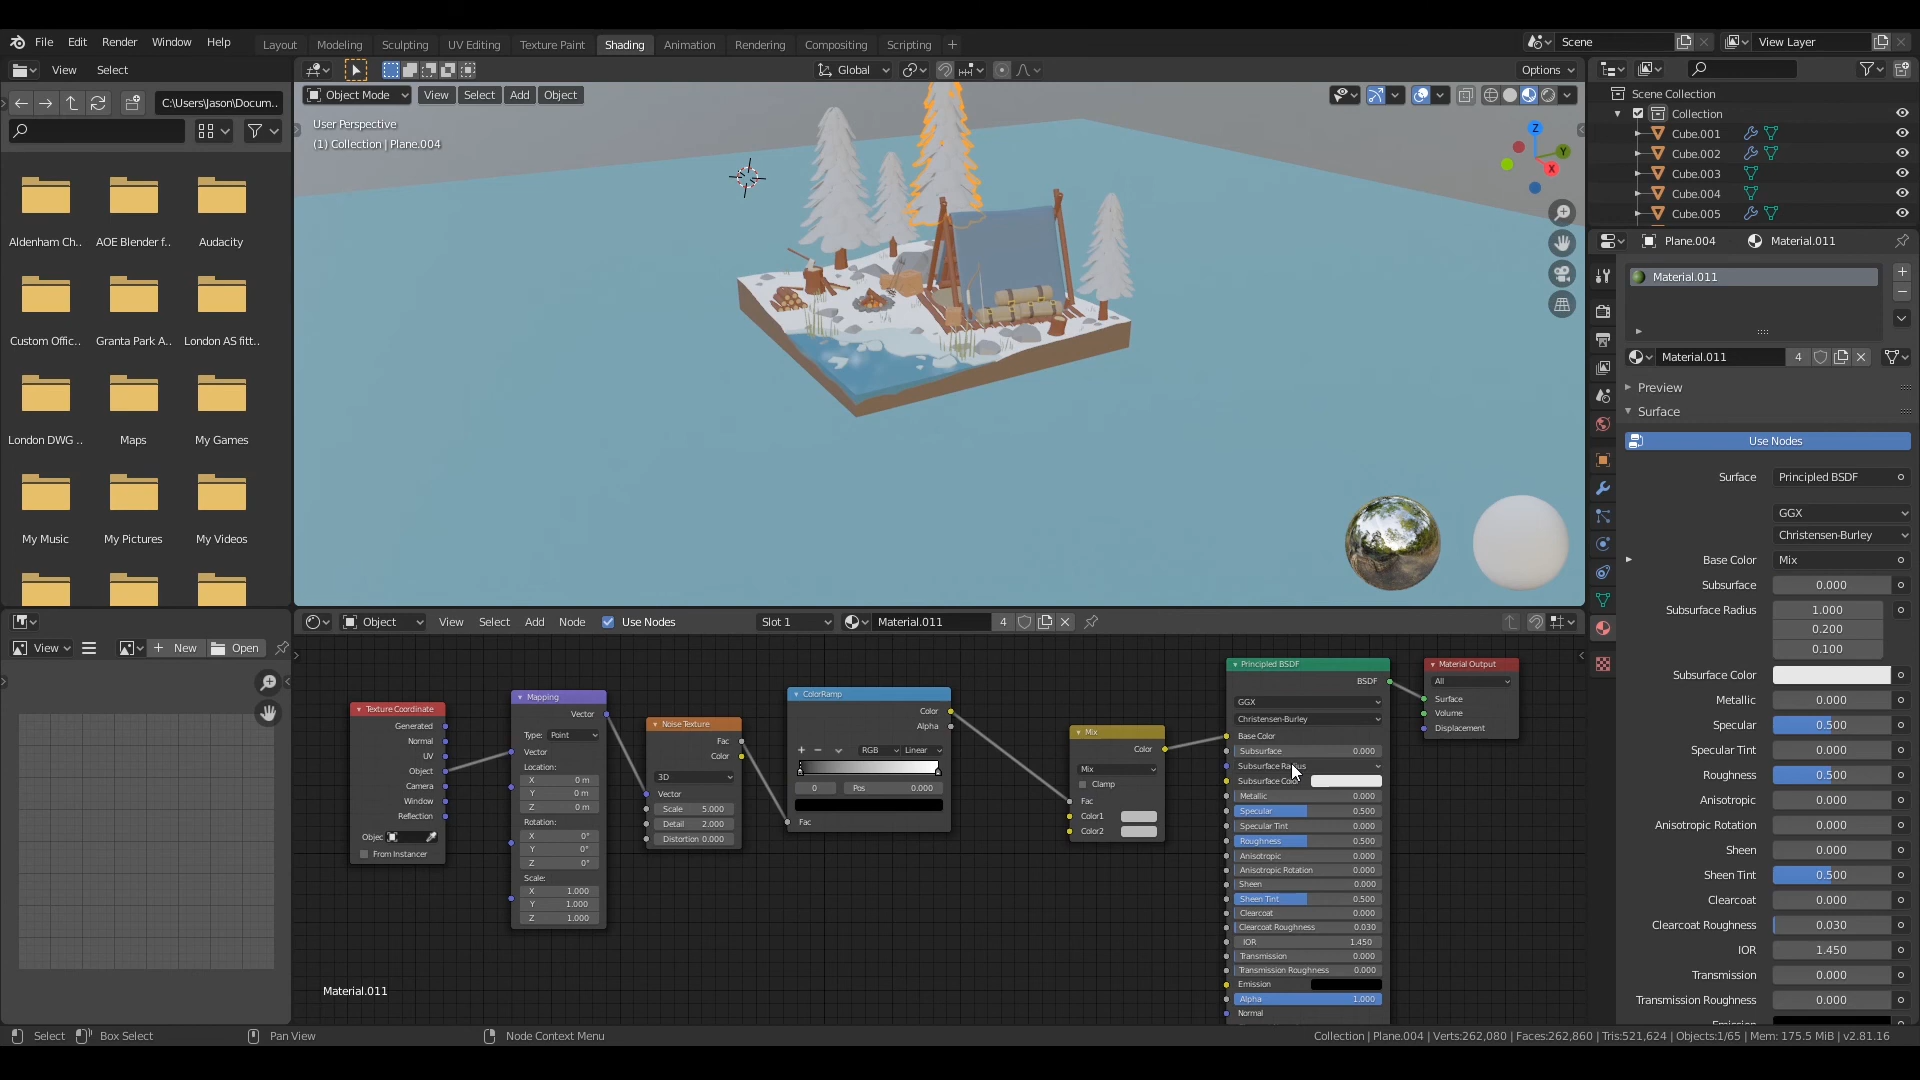 File Edit Render Window Help
Layout Modeling Sculpting UV Editing Texture Paint Shading Animation Rendering Compositing Scripting +
Scene
View Layer
View Select
Global
Options
C:\Users\Jason\Docum..
Object Mode View Select Add Object
User Perspective
(1) Collection | Plane.004
Z
Y
X
Aldenham Ch.. AOE Blender f.. Audacity
Custom Offic.. Granta Park A.. London AS fitt..
London DWG .. Maps My Games
My Music My Pictures My Videos
Scene Collection
Collection
Cube.001
Cube.002
Cube.003
Cube.004
Cube.005
Plane.004 Material.011
Material.011
Material.011 4
Preview
Surface
Use Nodes
Surface Principled BSDF
GGX
Christensen-Burley
Base Color Mix
Subsurface 0.000
Subsurface Radius 1.000
0.200
0.100
Subsurface Color
Metallic 0.000
Specular 0.500
Specular Tint 0.000
Roughness 0.500
Anisotropic 0.000
Anisotropic Rotation 0.000
Sheen 0.000
Sheen Tint 0.500
Clearcoat 0.000
Clearcoat Roughness 0.030
IOR 1.450
Transmission 0.000
Transmission Roughness 0.000
View New Open
Object View Select Add Node Use Nodes Slot 1 Material.011 4
Texture Coordinate
Generated
Normal
UV
Object
Camera
Window
Reflection
Objec
From Instancer
Mapping
Vector
Type: Point
Vector
Location:
X 0 m
Y 0 m
Z 0 m
Rotation:
X 0°
Y 0°
Z 0°
Scale:
X 1.000
Y 1.000
Z 1.000
Noise Texture
Fac
Color
3D
Vector
Scale 5.000
Detail 2.000
Distortion 0.000
ColorRamp
Color
Alpha
RGB Linear
0 Pos 0.000
Fac
Mix
Color
Mix
Clamp
Fac
Color1
Color2
Principled BSDF
BSDF
GGX
Christensen-Burley
Base Color
Subsurface 0.000
Subsurface Radius
Subsurface Colo
Metallic 0.000
Specular 0.500
Specular Tint 0.000
Roughness 0.500
Anisotropic 0.000
Anisotropic Rotation 0.000
Sheen 0.000
Sheen Tint 0.500
Clearcoat 0.000
Clearcoat Roughness 0.030
IOR 1.450
Transmission 0.000
Transmission Roughness 0.000
Emission
Alpha 1.000
Normal
Material Output
All
Surface
Volume
Displacement
Material.011
Select Box Select Pan View Node Context Menu
Collection | Plane.004 | Verts:262,080 | Faces:262,860 | Tris:521,624 | Objects:1/65 | Mem: 175.5 MiB | v2.81.16